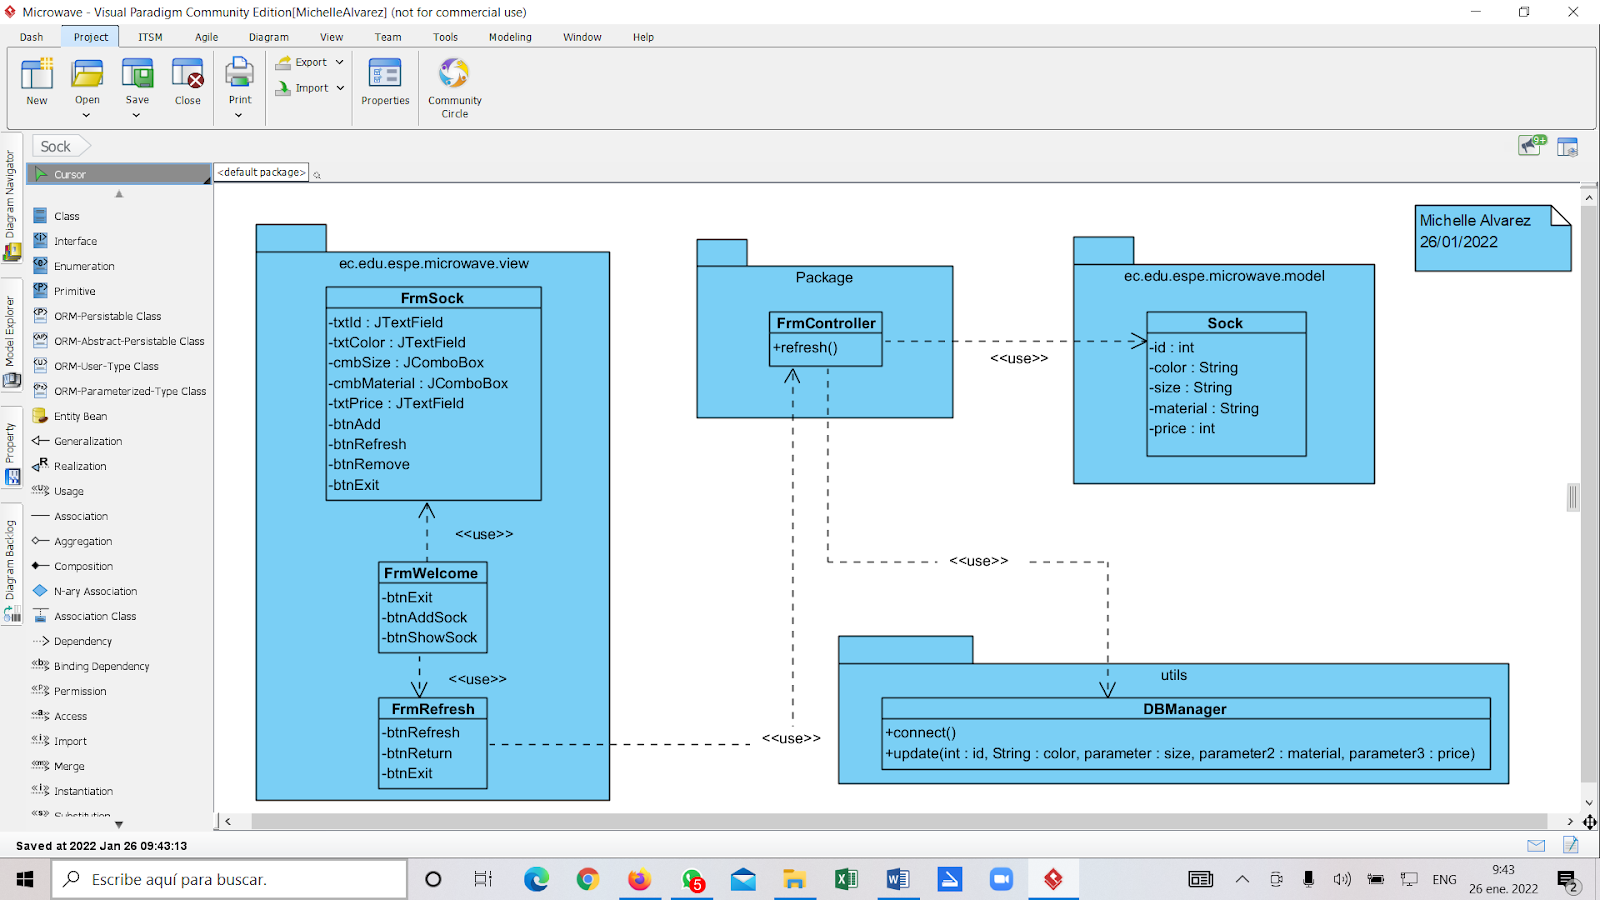 Microwave - Visual Paradigm Community Edition[MichelleAlvarez] (not for commercial use)
Dash Project ITSM Agile Diagram View Team Tools Modeling Window Help
New Open Save Close Print Export Import Properties Community Circle
Sock
Cursor
<default package>
Diagram Navigator
Model Explorer
Property
Diagram Backlog
Class
Interface
Enumeration
Primitive
ORM-Persistable Class
ORM-Abstract-Persistable Class
ORM-User-Type Class
ORM-Parameterized-Type Class
Entity Bean
Generalization
Realization
Usage
Association
Aggregation
Composition
N-ary Association
Association Class
Dependency
Binding Dependency
Permission
Access
Import
Merge
Instantiation
Substitution
ec.edu.espe.microwave.view
FrmSock
-txtId : JTextField
-txtColor : JTextField
-cmbSize : JComboBox
-cmbMaterial : JComboBox
-txtPrice : JTextField
-btnAdd
-btnRefresh
-btnRemove
-btnExit
<<use>>
FrmWelcome
-btnExit
-btnAddSock
-btnShowSock
<<use>>
FrmRefresh
-btnRefresh
-btnReturn
-btnExit
<<use>>
Package
FrmController
+refresh()
<<use>>
<<use>>
ec.edu.espe.microwave.model
Sock
-id : int
-color : String
-size : String
-material : String
-price : int
Michelle Alvarez
26/01/2022
utils
DBManager
+connect()
+update(int : id, String : color, parameter : size, parameter2 : material, parameter3 : price)
Saved at 2022 Jan 26 09:43:13
Escribe aquí para buscar.
5
ENG
9:43
26 ene. 2022
2
9+